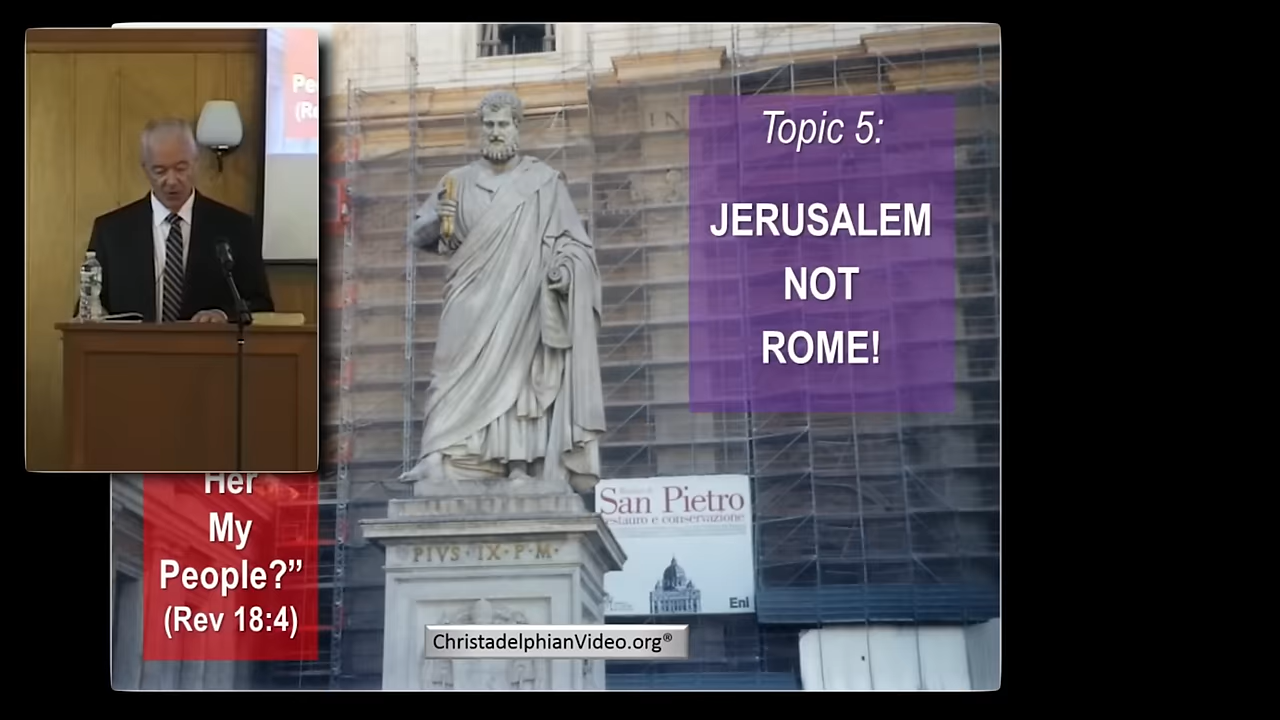 Topic 5:
JERUSALEM
NOT
ROME!
Her
My
People?”
(Rev 18:4)
San Pietro
restauro e conservazione
Eni
PIVS·IX·P·M·
ChristadelphianVideo.org®